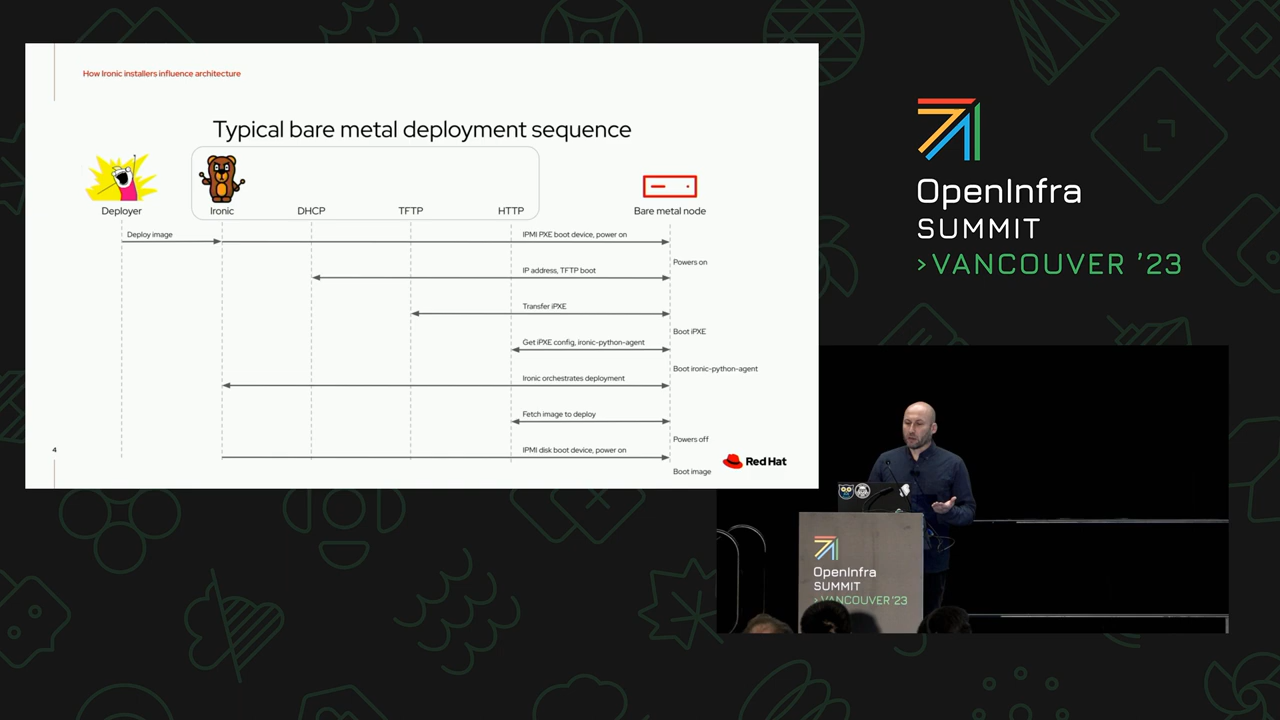 How Ironic installers influence architecture
Typical bare metal deployment sequence
Deployer
Ironic
DHCP
TFTP
HTTP
Bare metal node
Deploy image
IPMI PXE boot device, power on
Powers on
IP address, TFTP boot
Transfer iPXE
Boot iPXE
Get iPXE config, ironic-python-agent
Boot ironic-python-agent
Ironic orchestrates deployment
Fetch image to deploy
Powers off
4
IPMI disk boot device, power on
Boot image
Red Hat
OpenInfra
SUMMIT
>VANCOUVER '23
OpenInfra
SUMMIT
>VANCOUVER '23